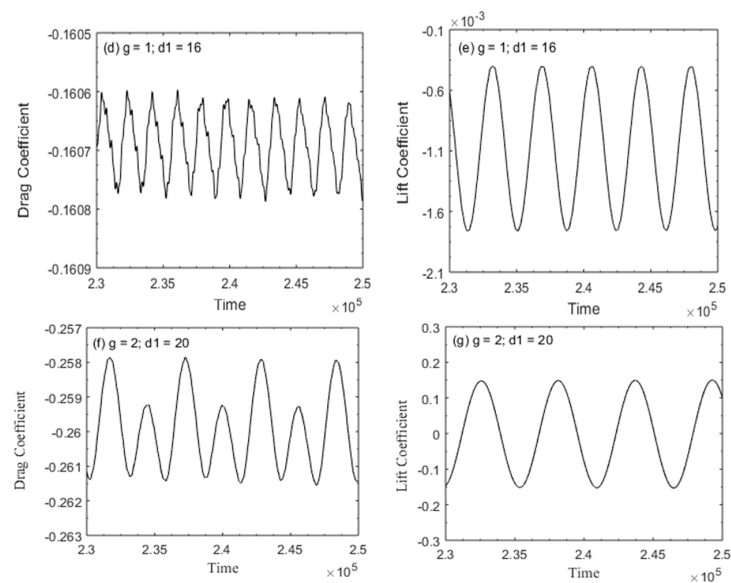 (d) g = 1; d1 = 16
-0.1605
-0.1606
-0.1607
-0.1608
-0.1609
Drag Coefficient
2.3 2.35 2.4 2.45 2.5
Time
×10^5
(e) g = 1; d1 = 16
×10^-3
-0.1
-0.6
-1.1
-1.6
-2.1
Lift Coefficient
2.3 2.35 2.4 2.45 2.5
Time
×10^5
(f) g = 2; d1 = 20
-0.257
-0.258
-0.259
-0.26
-0.261
-0.262
-0.263
Drag Coefficient
2.3 2.35 2.4 2.45 2.5
Time
×10^5
(g) g = 2; d1 = 20
0.3
0.2
0.1
0
-0.1
-0.2
-0.3
Lift Coefficient
2.3 2.35 2.4 2.45 2.5
Time
×10^5